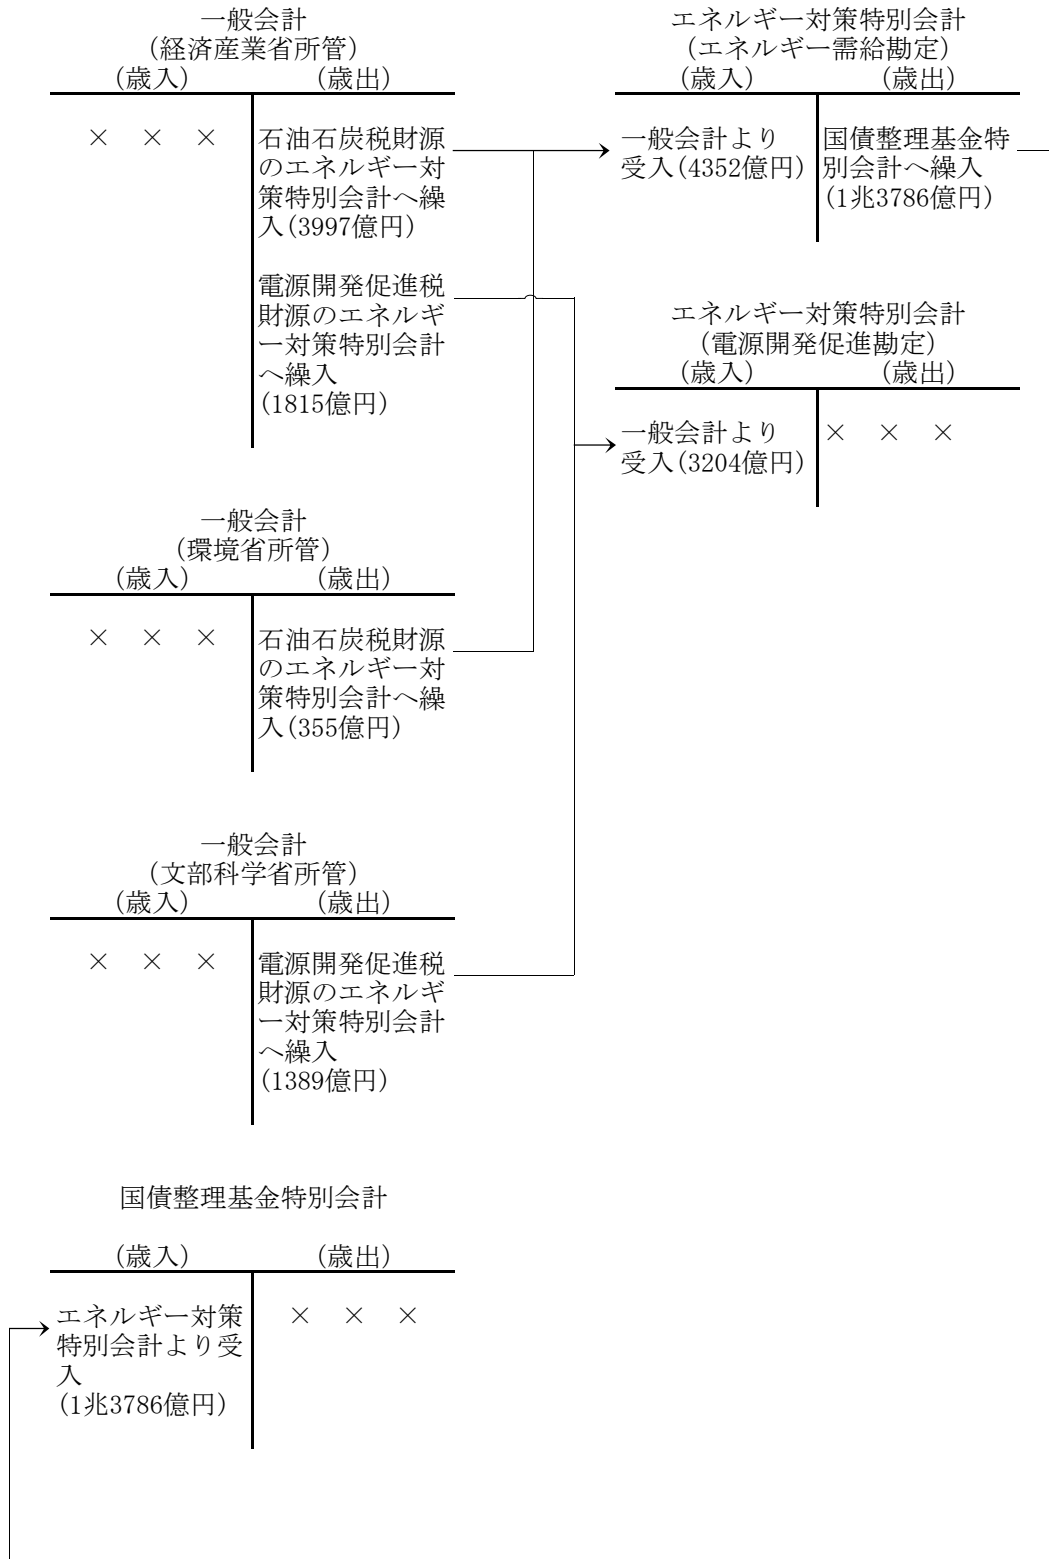 一般会計
(経済産業省所管)
(歳入) (歳出)
× × ×
石油石炭税財源
のエネルギー対
策特別会計へ繰
入(3997億円)
電源開発促進税
財源のエネルギ
ー対策特別会計
へ繰入
(1815億円)
エネルギー対策特別会計
(エネルギー需給勘定)
(歳入) (歳出)
一般会計より
受入(4352億円)
国債整理基金特
別会計へ繰入
(1兆3786億円)
エネルギー対策特別会計
(電源開発促進勘定)
(歳入) (歳出)
一般会計より
受入(3204億円)
× × ×
一般会計
(環境省所管)
(歳入) (歳出)
× × ×
石油石炭税財源
のエネルギー対
策特別会計へ繰
入(355億円)
一般会計
(文部科学省所管)
(歳入) (歳出)
× × ×
電源開発促進税
財源のエネルギ
ー対策特別会計
へ繰入
(1389億円)
国債整理基金特別会計
(歳入) (歳出)
エネルギー対策
特別会計より受
入
(1兆3786億円)
× × ×